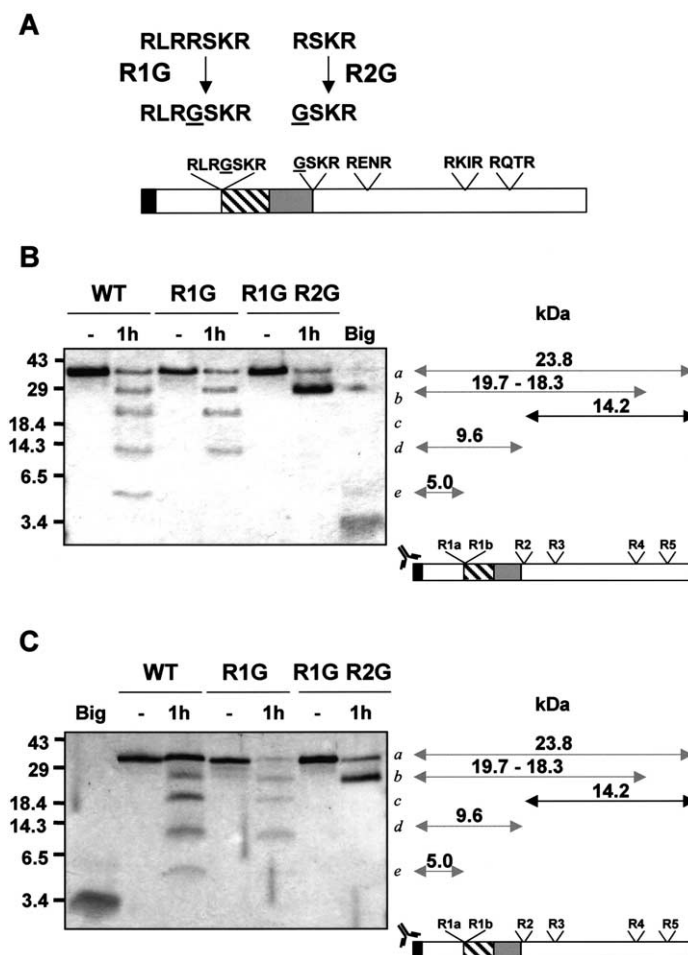 A
RLRRSKR RSKR
R1G R2G
RLRGSKR GSKR
RLRGSKR GSKR RENR RKIR RQTR
B
WT R1G R1G R2G
- 1h - 1h - 1h Big
kDa
43
29
18.4
14.3
6.5
3.4
a 23.8
b 19.7 - 18.3
c 14.2
d 9.6
e 5.0
R1a R1b R2 R3 R4 R5
C
WT R1G R1G R2G
Big - 1h - 1h - 1h
kDa
43
29
18.4
14.3
6.5
3.4
a 23.8
b 19.7 - 18.3
c 14.2
d 9.6
e 5.0
R1a R1b R2 R3 R4 R5